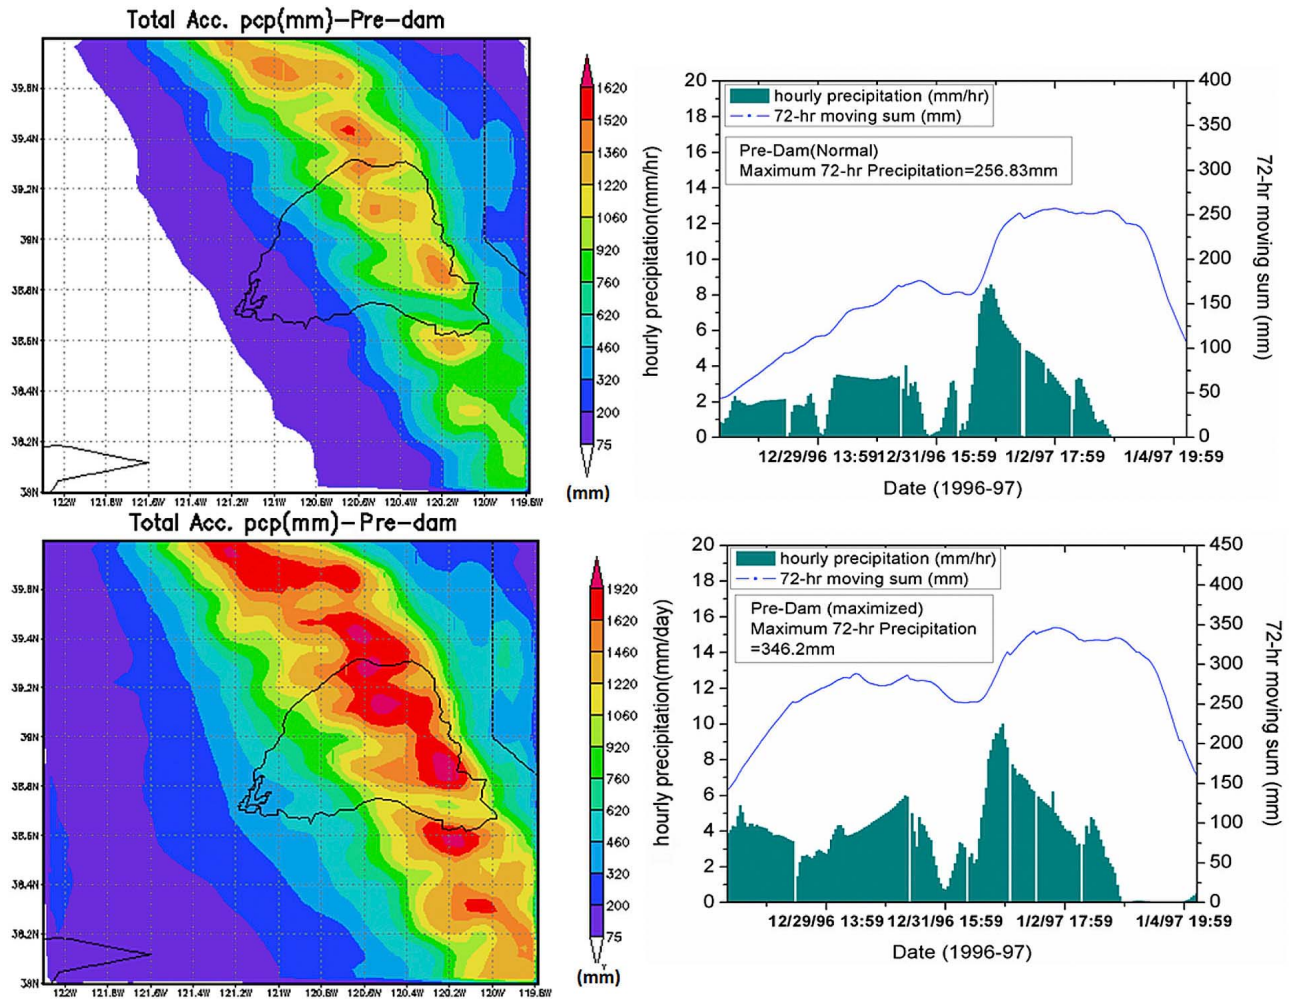 Total Acc. pcp(mm)-Pre-dam
39.8N
39.4N
39.2N
39N
38.8N
38.5N
38.4N
38.2N
38N
122W 121.8W 121.6W 121.4W 121.2W 121W 120.8W 120.6W 120.4W 120.2W 120W 119.8W
1620
1520
1360
1220
1060
920
760
620
460
320
200
75
(mm)
hourly precipitation (mm/hr)
72-hr moving sum (mm)
Pre-Dam(Normal)
Maximum 72-hr Precipitation=256.83mm
hourly precipitation(mm/hr)
20
18
16
14
12
10
8
6
4
2
0
400
350
300
250
200
150
100
50
0
72-hr moving sum (mm)
12/29/96 13:59 12/31/96 15:59 1/2/97 17:59 1/4/97 19:59
Date (1996-97)
Total Acc. pcp(mm)-Pre-dam
39.8N
39.4N
39.2N
39N
38.8N
38.5N
38.4N
38.2N
38N
122W 121.8W 121.6W 121.4W 121.2W 121W 120.8W 120.6W 120.4W 120.2W 120W 119.8W
1920
1620
1460
1220
1060
920
760
620
460
320
200
75
(mm)
hourly precipitation (mm/hr)
72-hr moving sum (mm)
Pre-Dam (maximized)
Maximum 72-hr Precipitation
=346.2mm
hourly precipitation(mm/day)
20
18
16
14
12
10
8
6
4
2
0
450
400
350
300
250
200
150
100
50
0
72-hr moving sum (mm)
12/29/96 13:59 12/31/96 15:59 1/2/97 17:59 1/4/97 19:59
Date (1996-97)